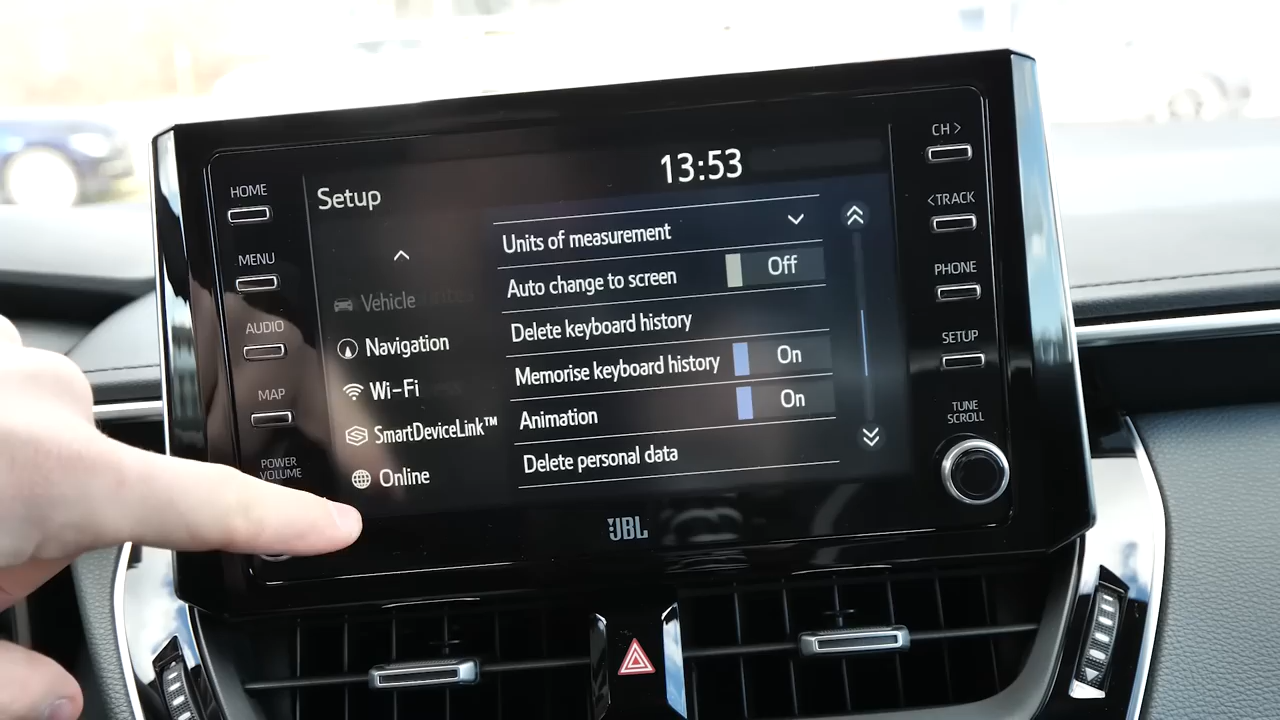 13:53
Setup
HOME
MENU
AUDIO
MAP
POWER
VOLUME
Vehicle
Navigation
Wi-Fi
SmartDeviceLink™
Online
Units of measurement
Auto change to screen Off
Delete keyboard history
Memorise keyboard history On
Animation On
Delete personal data
CH >
< TRACK
PHONE
SETUP
TUNE
SCROLL
JBL